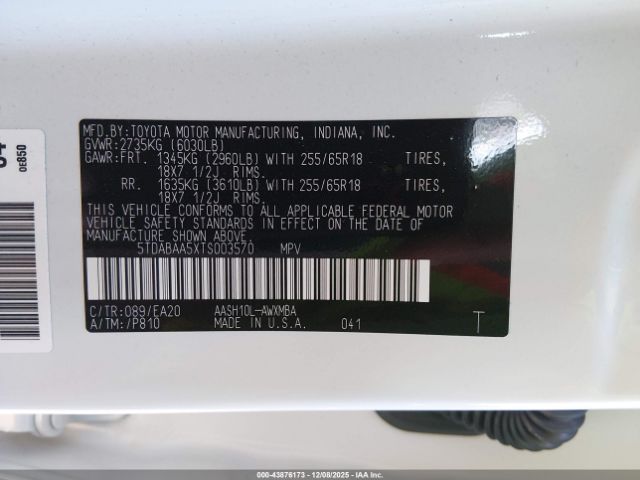 MFD.BY:TOYOTA MOTOR MANUFACTURING, INDIANA, INC.
GVWR:2735KG (6030LB)
GAWR:FRT. 1345KG (2960LB) WITH 255/65R18 TIRES,
18X7 1/2J RIMS.
RR. 1635KG (3610LB) WITH 255/65R18 TIRES,
18X7 1/2J RIMS.
THIS VEHICLE CONFORMS TO ALL APPLICABLE FEDERAL MOTOR
VEHICLE SAFETY STANDARDS IN EFFECT ON THE DATE OF
MANUFACTURE SHOWN ABOVE.
5TDABAA5XTS003570 MPV
C/TR:089/EA20 AASH10L-AWXMBA
A/TM:/P810 MADE IN U.S.A. 041 T
0E850
000-43876173 - 12/08/2025 - Copyright © IAA, LLC